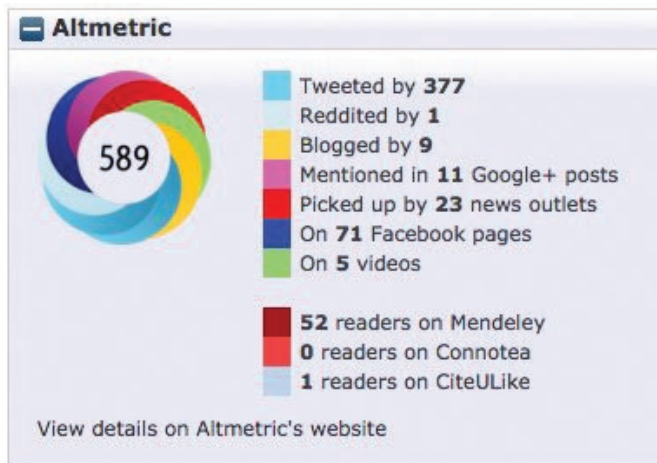 Altmetric
589
Tweeted by 377
Reddited by 1
Blogged by 9
Mentioned in 11 Google+ posts
Picked up by 23 news outlets
On 71 Facebook pages
On 5 videos
52 readers on Mendeley
0 readers on Connotea
1 readers on CiteULike
View details on Altmetric's website